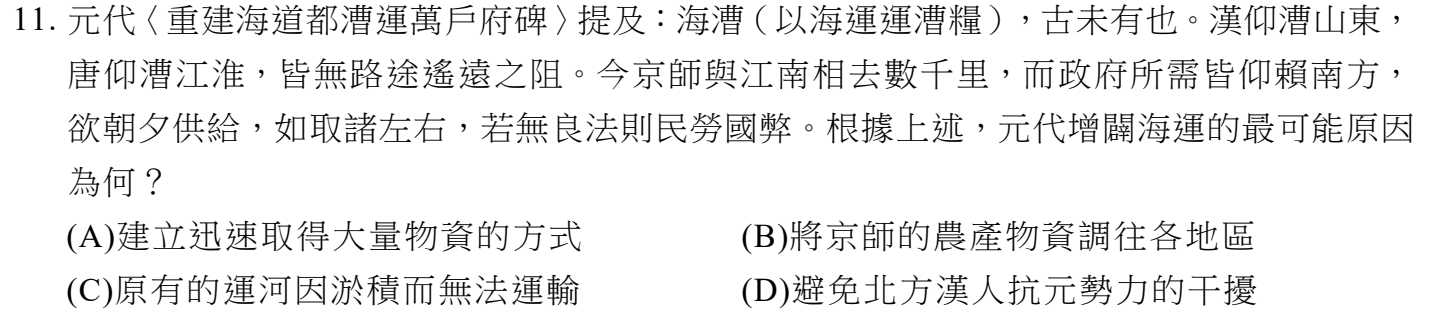 11. 元代〈重建海道都漕運萬戶府碑〉提及：海漕（以海運運漕糧），古未有也。漢仰漕山東，
唐仰漕江淮，皆無路途遙遠之阻。今京師與江南相去數千里，而政府所需皆仰賴南方，
欲朝夕供給，如取諸左右，若無良法則民勞國弊。根據上述，元代增闢海運的最可能原因
為何？
(A)建立迅速取得大量物資的方式 (B)將京師的農產物資調往各地區
(C)原有的運河因淤積而無法運輸 (D)避免北方漢人抗元勢力的干擾